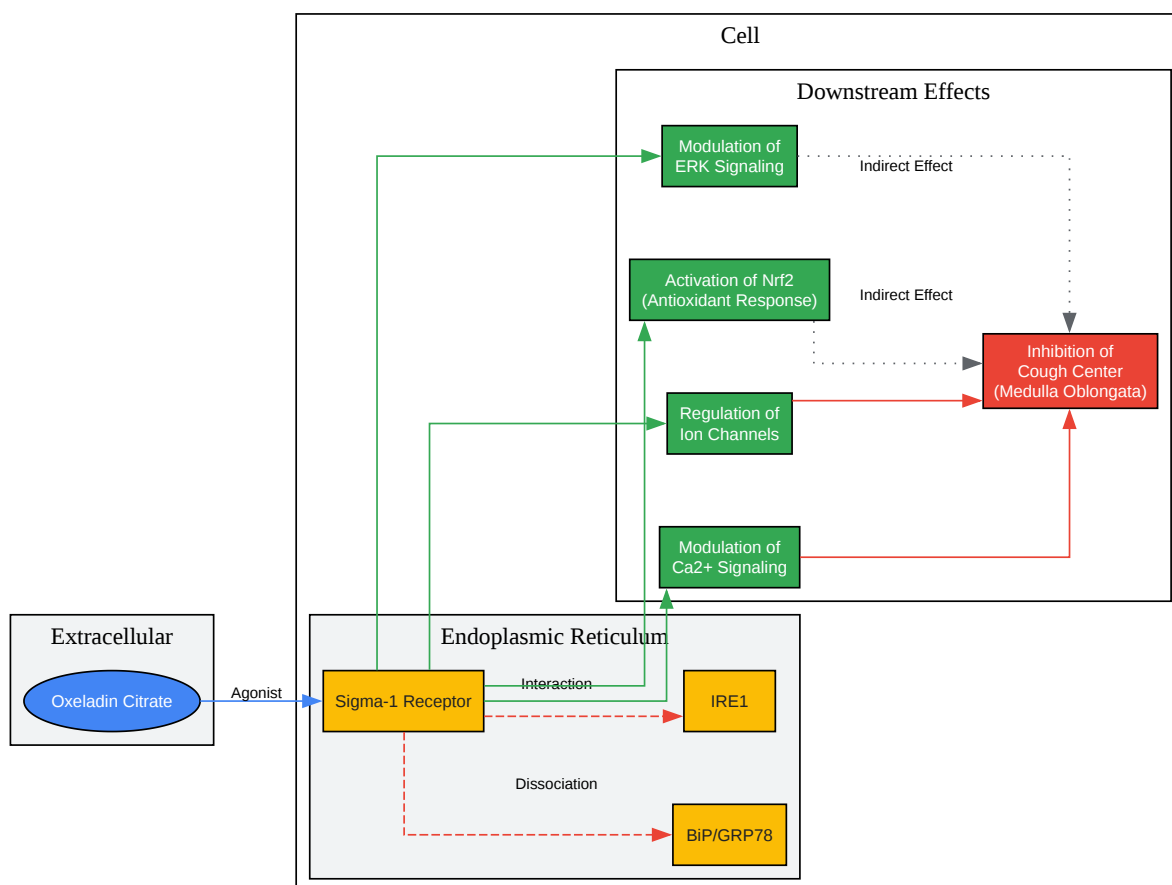 Cell
Downstream Effects
Modulation of
ERK Signaling
Indirect Effect
Activation of Nrf2
(Antioxidant Response)
Indirect Effect
Inhibition of
Cough Center
(Medulla Oblongata)
Regulation of
Ion Channels
Modulation of
Ca2+ Signaling
Extracellular
Oxeladin Citrate
Agonist
Endoplasmic Reticulum
Sigma-1 Receptor
Interaction
IRE1
Dissociation
BiP/GRP78